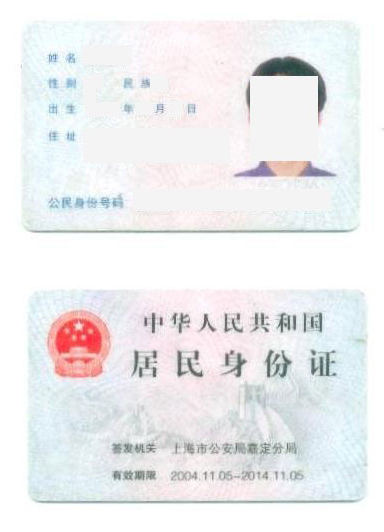 姓名
性别 民族
出生 年 月 日
住址
公民身份号码
中华人民共和国
居民身份证
签发机关 上海市公安局嘉定分局
有效期限 2004.11.05-2014.11.05